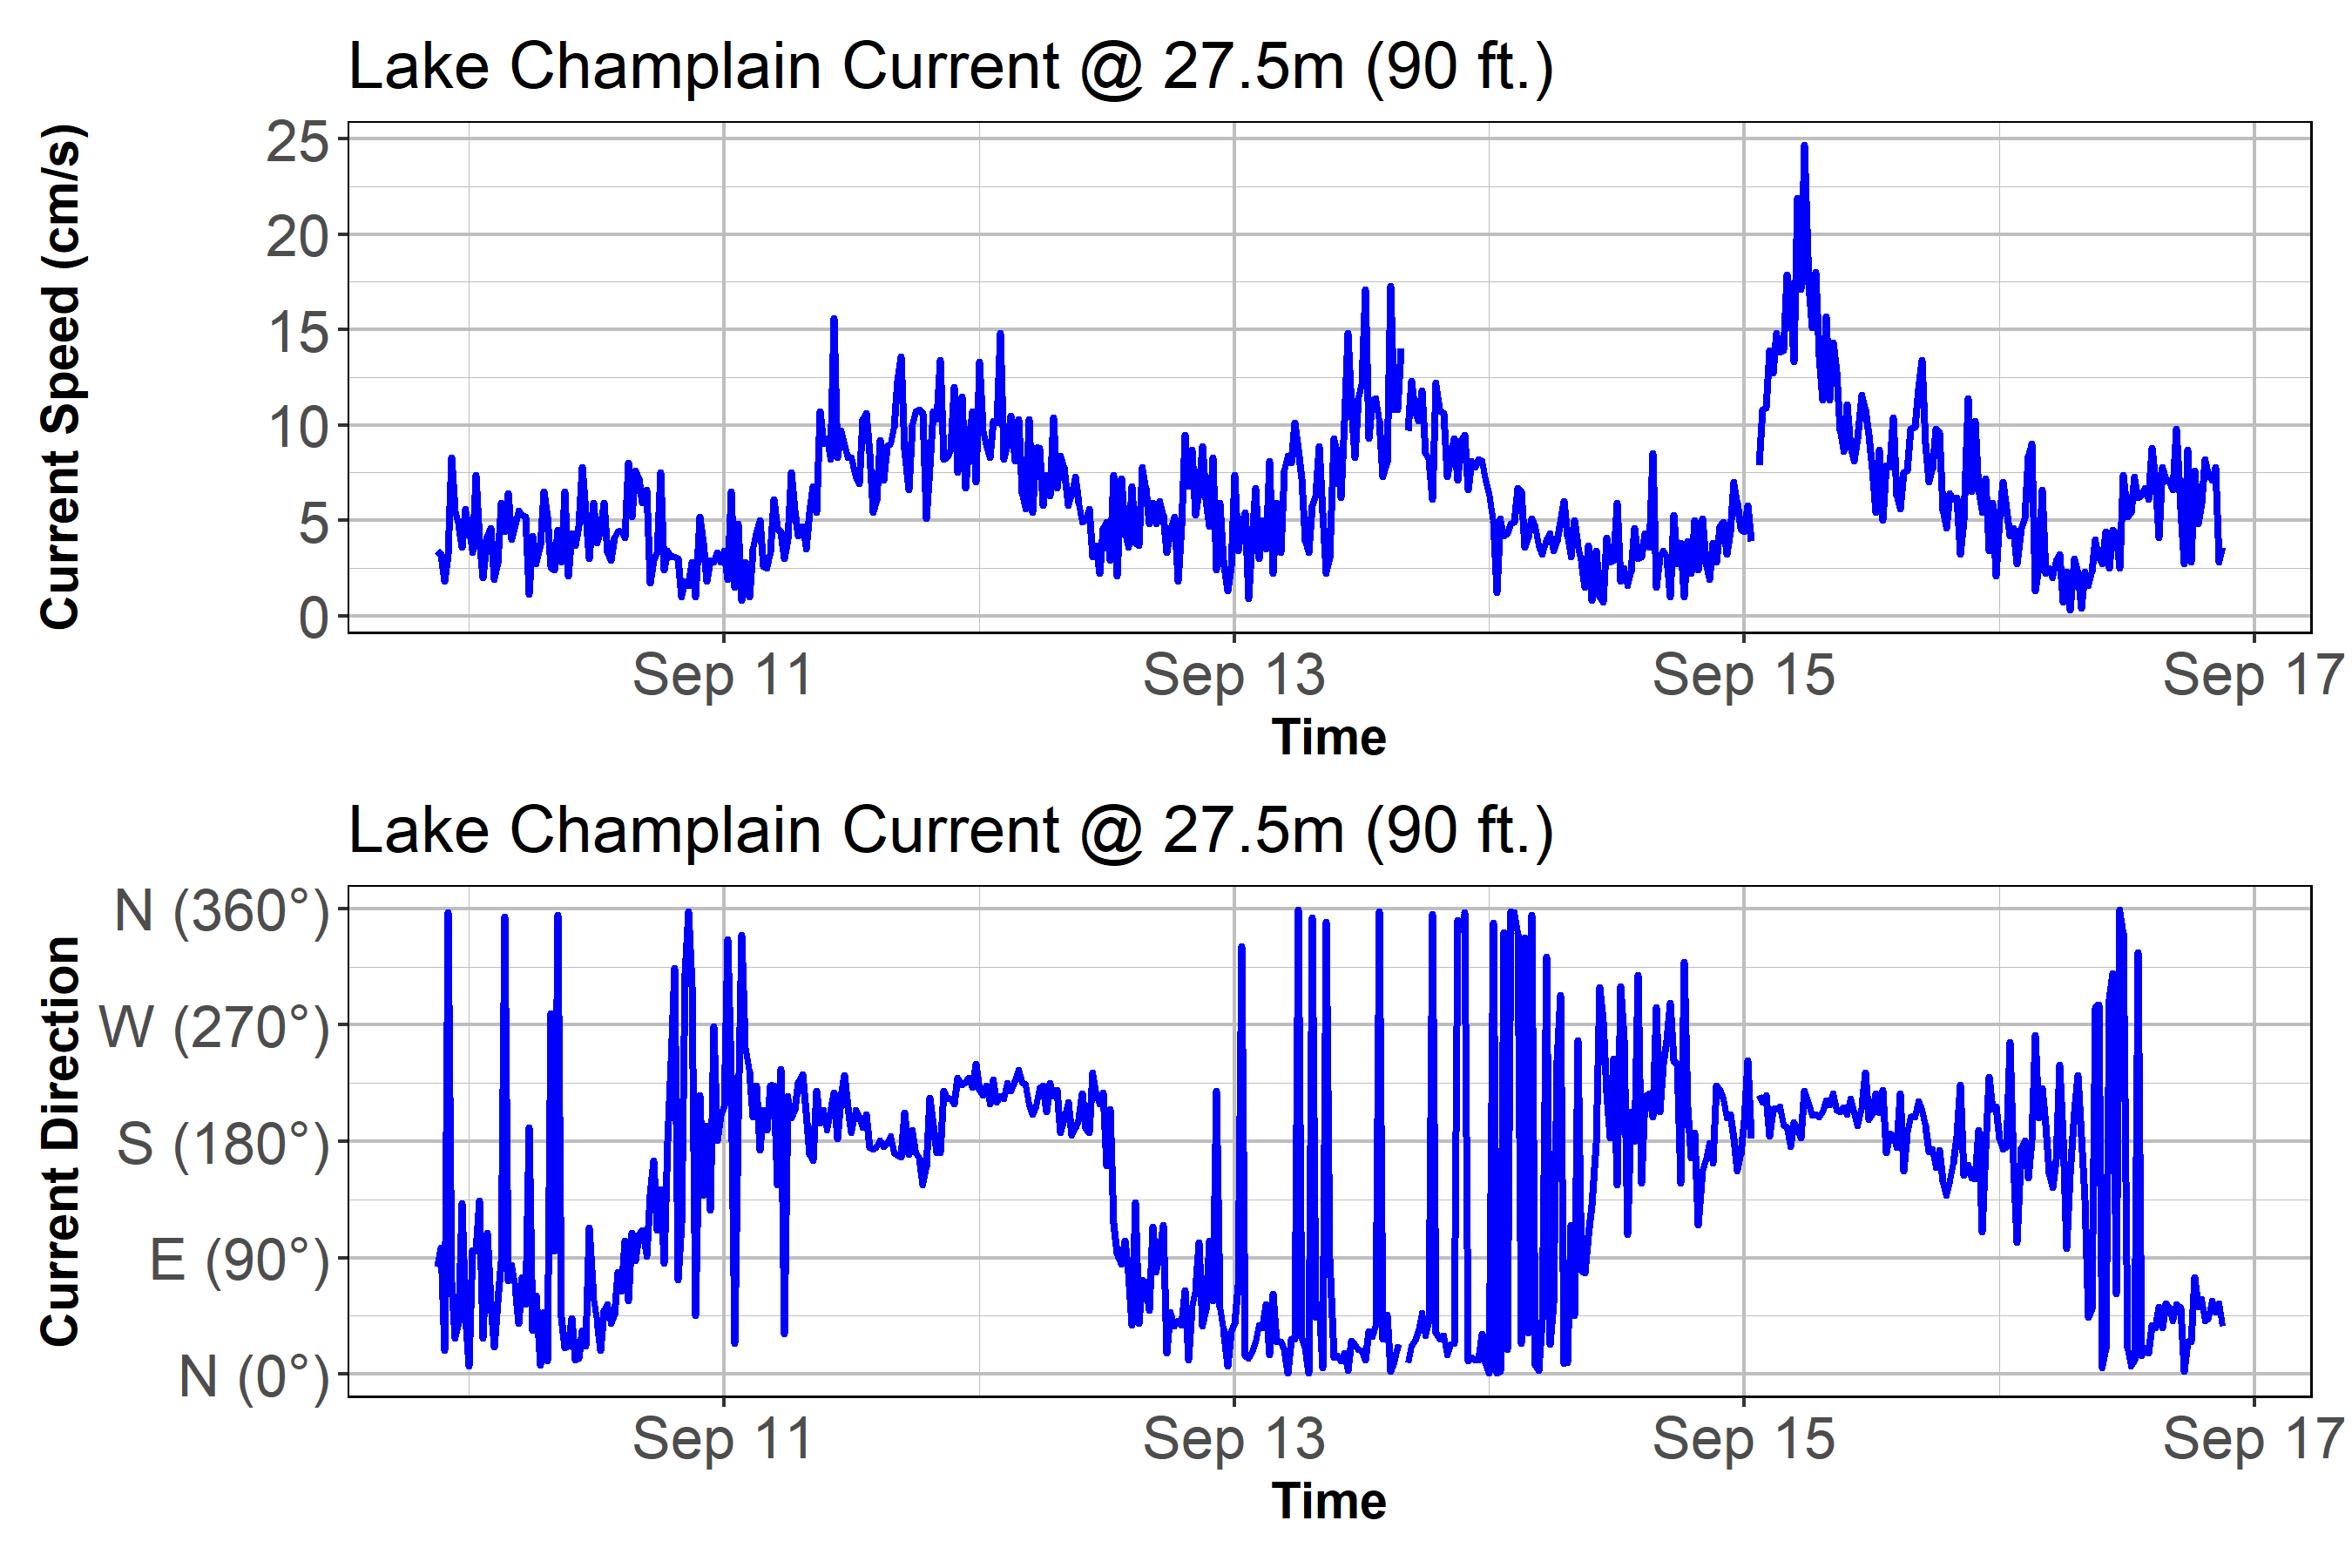 Lake Champlain Current @ 27.5m (90 ft.)
Current Speed (cm/s)
25
20
15
10
5
0
Sep 11 Sep 13 Sep 15 Sep 17
Time
Lake Champlain Current @ 27.5m (90 ft.)
Current Direction
N (360°)
W (270°)
S (180°)
E (90°)
N (0°)
Sep 11 Sep 13 Sep 15 Sep 17
Time